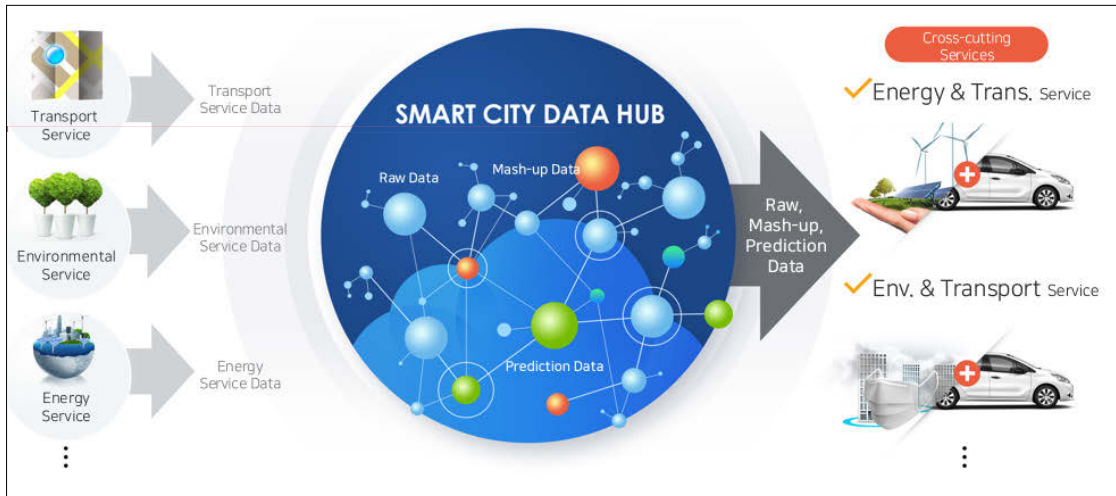 Transport
Service
Transport
Service Data
Environmental
Service
Environmental
Service Data
Energy
Service
Energy
Service Data
SMART CITY DATA HUB
Raw Data
Mash-up Data
Prediction Data
Raw,
Mash-up,
Prediction
Data
Cross-cutting
Services
Energy & Trans. Service
Env. & Transport Service